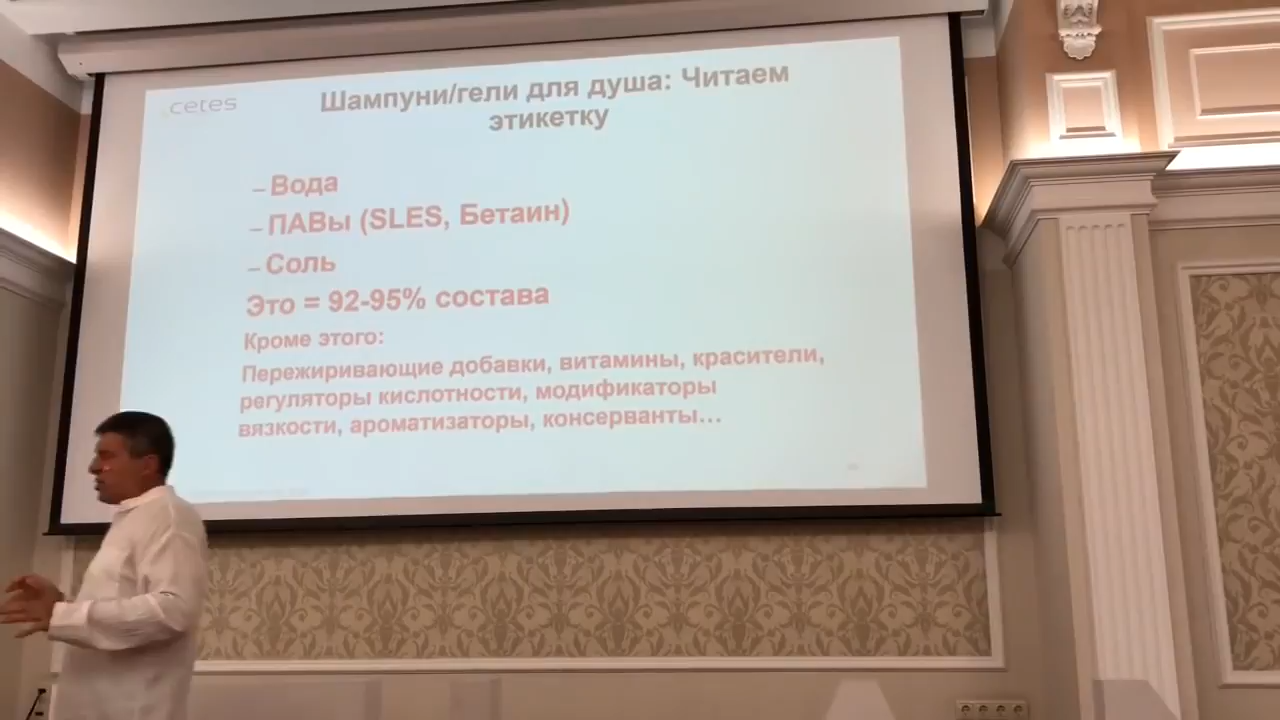 cetes
Шампуни/гели для душа: Читаем
этикетку
– Вода
– ПАВы (SLES, Бетаин)
– Соль
Это = 92-95% состава
Кроме этого:
Пережиривающие добавки, витамины, красители,
регуляторы кислотности, модификаторы
вязкости, ароматизаторы, консерванты...